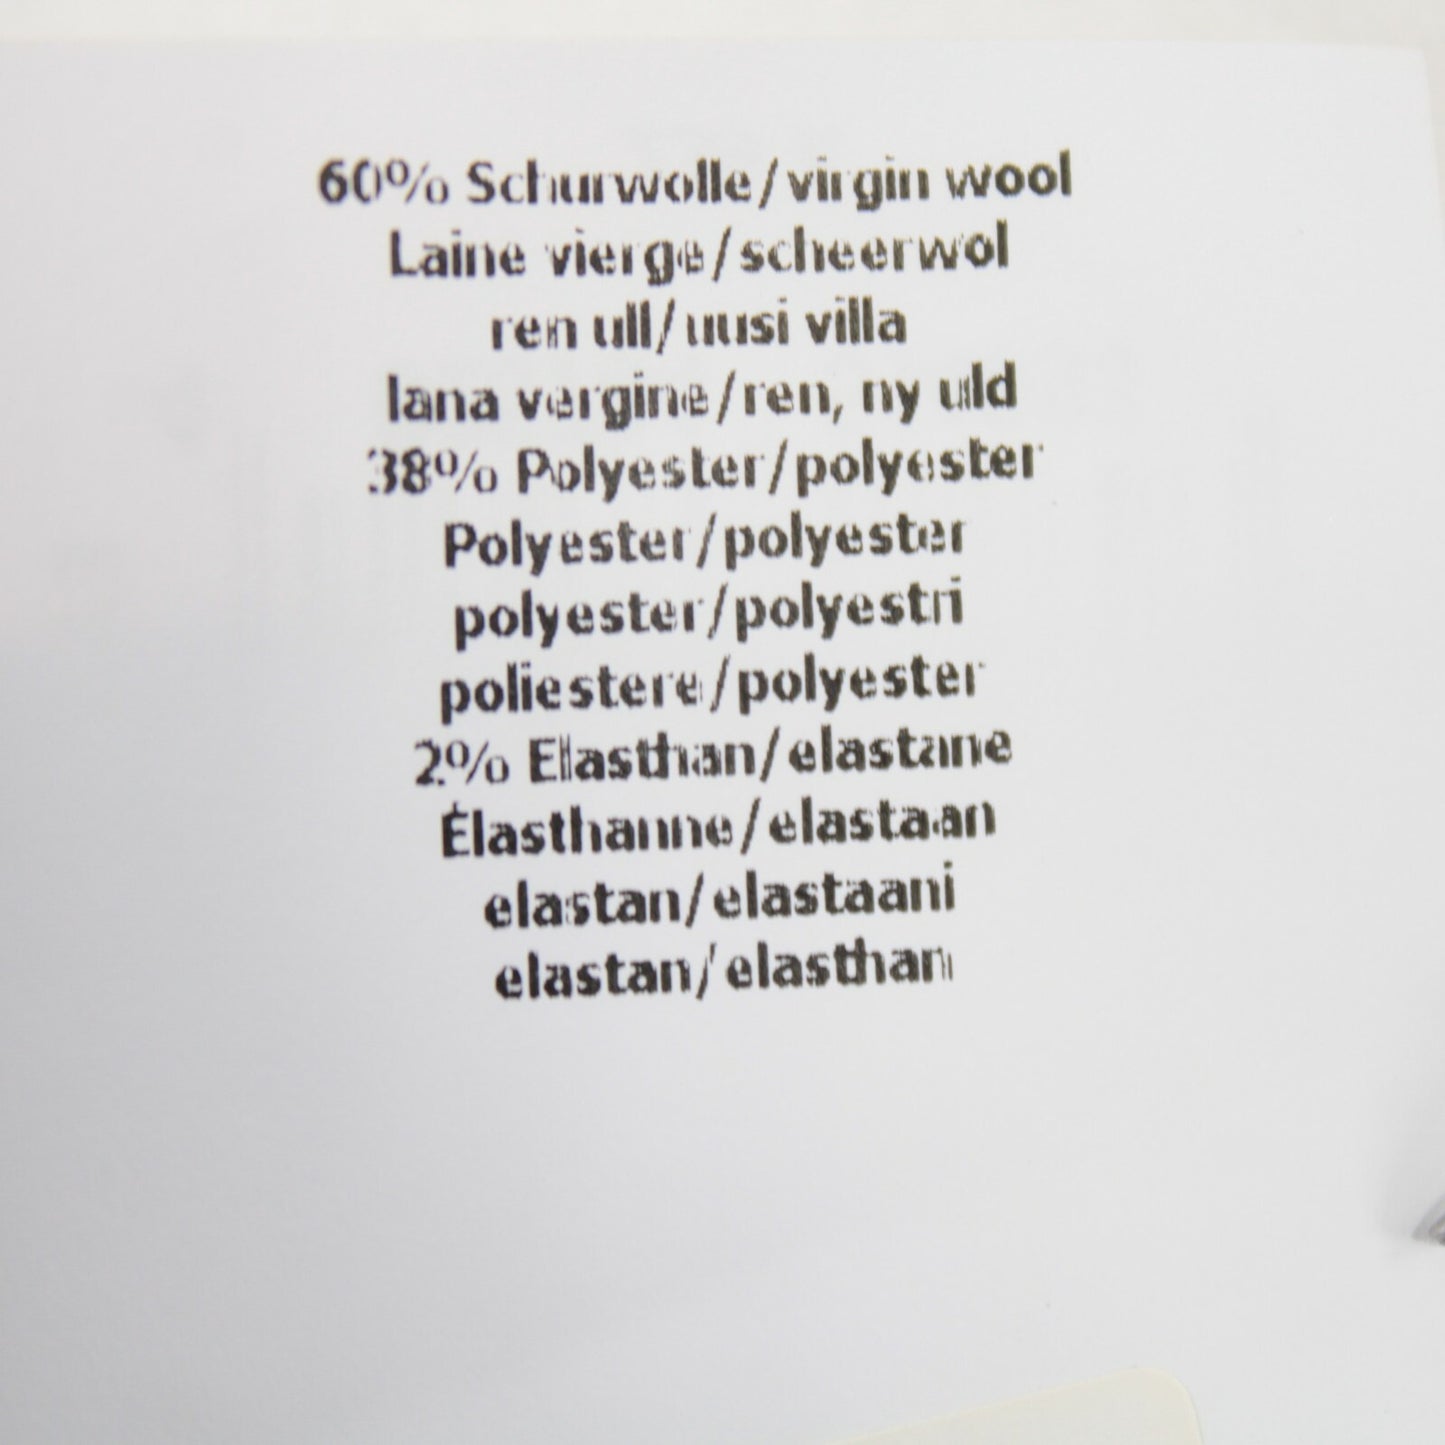 60% Schurwolle/virgin wool
Laine vierge/scheerwol
ren ull/uusi villa
lana vergine/ren, ny uld
38% Polyester/polyester
Polyester/polyester
polyester/polyestri
poliestere/polyester
2% Elasthan/elastane
Élasthanne/elastaan
elastan/elastaani
elastan/elasthan